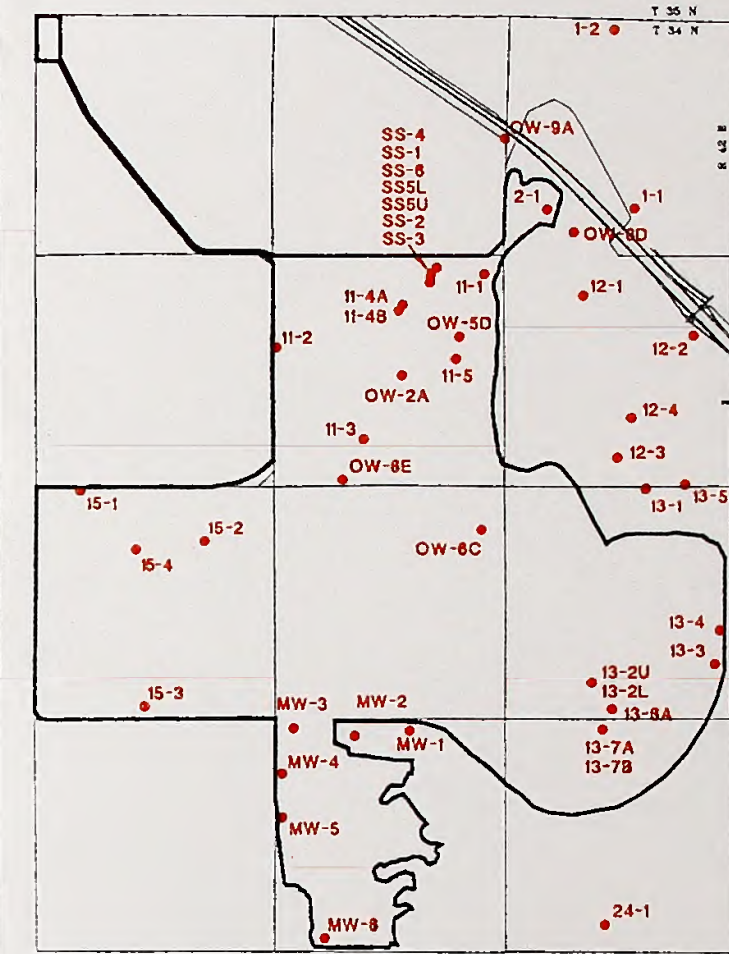 T 35 N
1-2
T 34 N
OW-9A
R 42 E
SS-4
SS-1
SS-6
SS5L
SS5U
SS-2
SS-3
2-1
1-1
OW-8D
11-1
12-1
11-4A
11-4B
OW-5D
11-2
12-2
11-5
OW-2A
12-4
11-3
12-3
OW-6E
15-1
13-1
13-5
15-2
OW-6C
15-4
13-4
13-3
13-2U
13-2L
15-3
MW-3
MW-2
13-6A
MW-1
13-7A
13-7B
MW-4
MW-5
24-1
MW-6